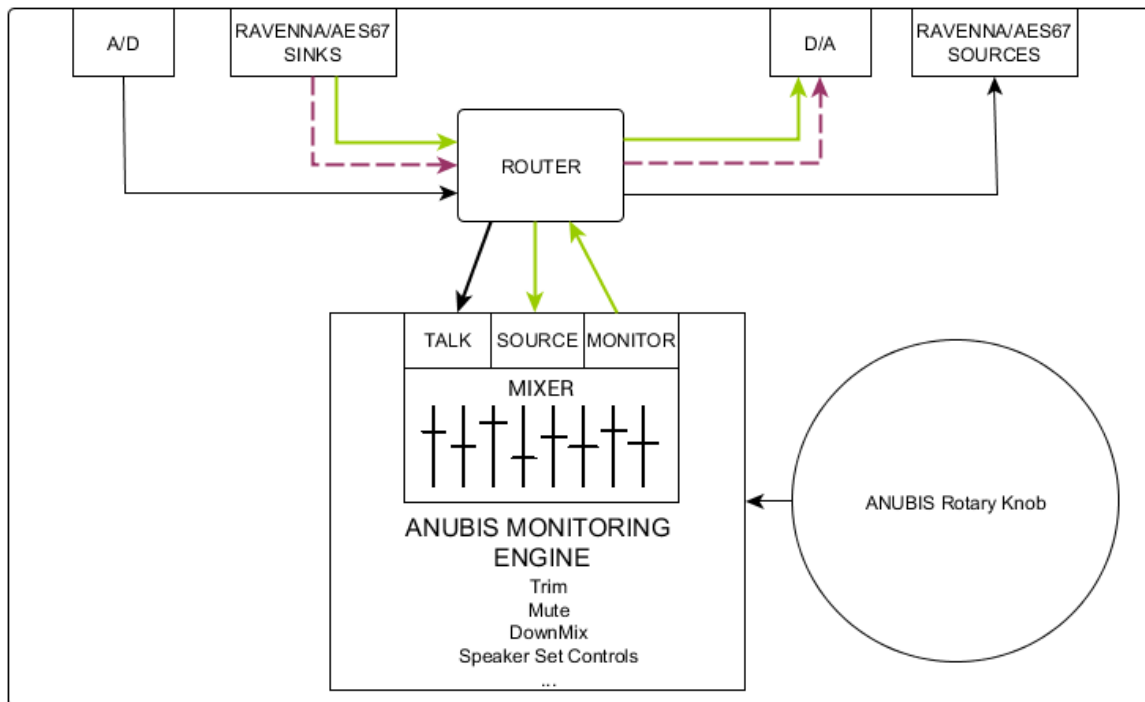 A/D
RAVENNA/AES67
SINKS
D/A
RAVENNA/AES67
SOURCES
ROUTER
TALK
SOURCE
MONITOR
MIXER
ANUBIS MONITORING
ENGINE
Trim
Mute
DownMix
Speaker Set Controls
...
ANUBIS Rotary Knob